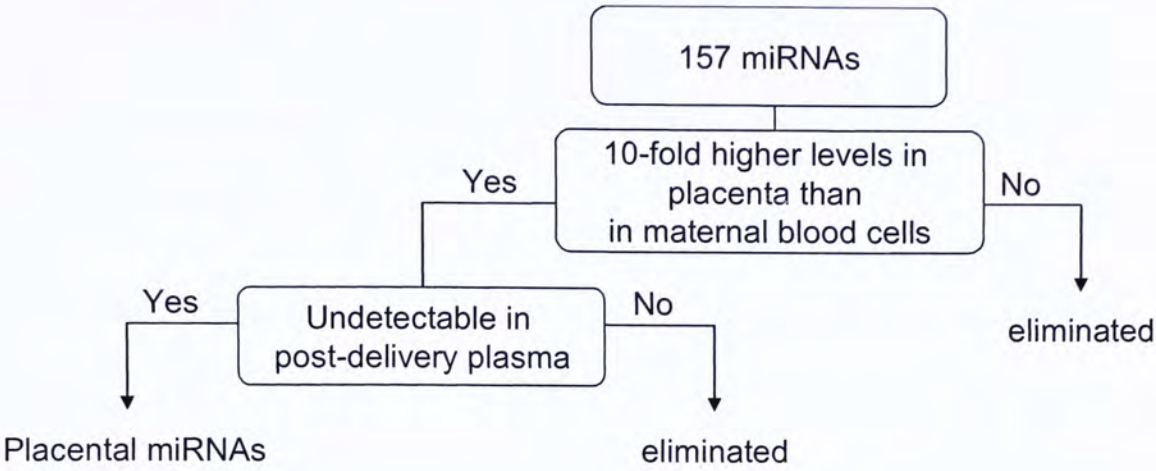 157 miRNAs
10-fold higher levels in
placenta than
in maternal blood cells
Yes
No
Undetectable in
post-delivery plasma
Yes
No
eliminated
Placental miRNAs
eliminated